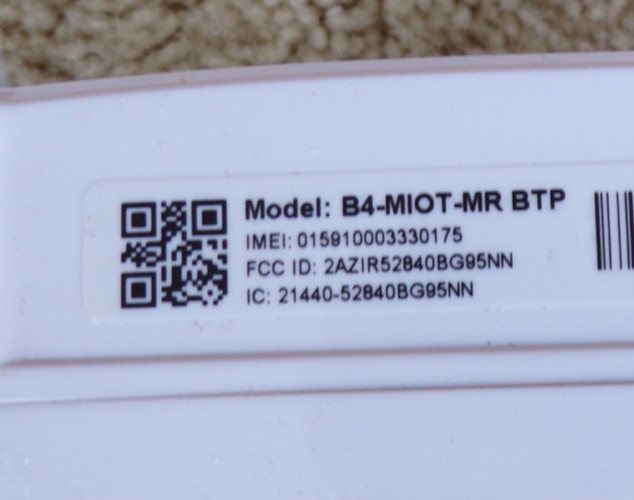 Model: B4-MIOT-MR BTP
IMEI: 015910003330175
FCC ID: 2AZIR52840BG95NN
IC: 21440-52840BG95NN